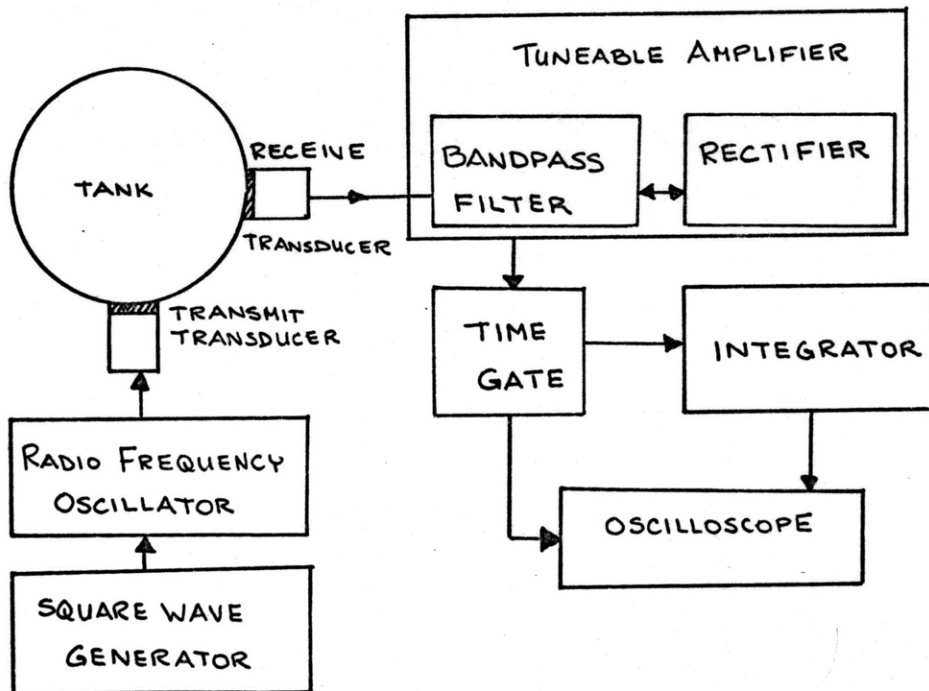 TUNEABLE AMPLIFIER
RECEIVE
TANK
TRANSDUCER
BANDPASS
FILTER
RECTIFIER
TRANSMIT
TRANSDUCER
TIME
GATE
INTEGRATOR
RADIO FREQUENCY
OSCILLATOR
OSCILLOSCOPE
SQUARE WAVE
GENERATOR